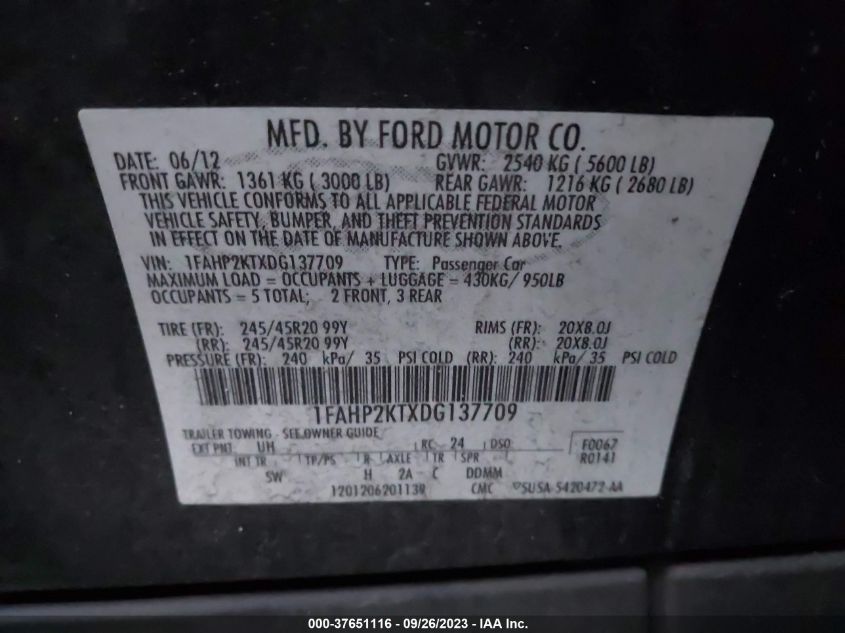 MFD. BY FORD MOTOR CO.
DATE: 06/12 GVWR: 2540 KG ( 5600 LB)
FRONT GAWR: 1361 KG ( 3000 LB) REAR GAWR: 1216 KG ( 2680 LB)
THIS VEHICLE CONFORMS TO ALL APPLICABLE FEDERAL MOTOR
VEHICLE SAFETY, BUMPER, AND THEFT PREVENTION STANDARDS
IN EFFECT ON THE DATE OF MANUFACTURE SHOWN ABOVE.
VIN: 1FAHP2KTXDG137709 TYPE: Passenger Car
MAXIMUM LOAD = OCCUPANTS + LUGGAGE = 430KG/ 950LB
OCCUPANTS = 5 TOTAL; 2 FRONT, 3 REAR
TIRE (FR): 245/45R20 99Y RIMS (FR): 20X8.0J
(RR): 245/45R20 99Y (RR): 20X8.0J
PRESSURE (FR): 240 kPa/ 35 PSI COLD (RR): 240 kPa/ 35 PSI COLD
1FAHP2KTXDG137709
TRAILER TOWING - SEE OWNER GUIDE
EXT PNT: UH RC: 24 DSO: F0067
INT TR TP/PS R AXLE TR SPR R0141
SW H 2A C DDMM
1201206201139 CMC SUSA-5420472-AA
000-37651116 - 09/26/2023 - IAA Inc.